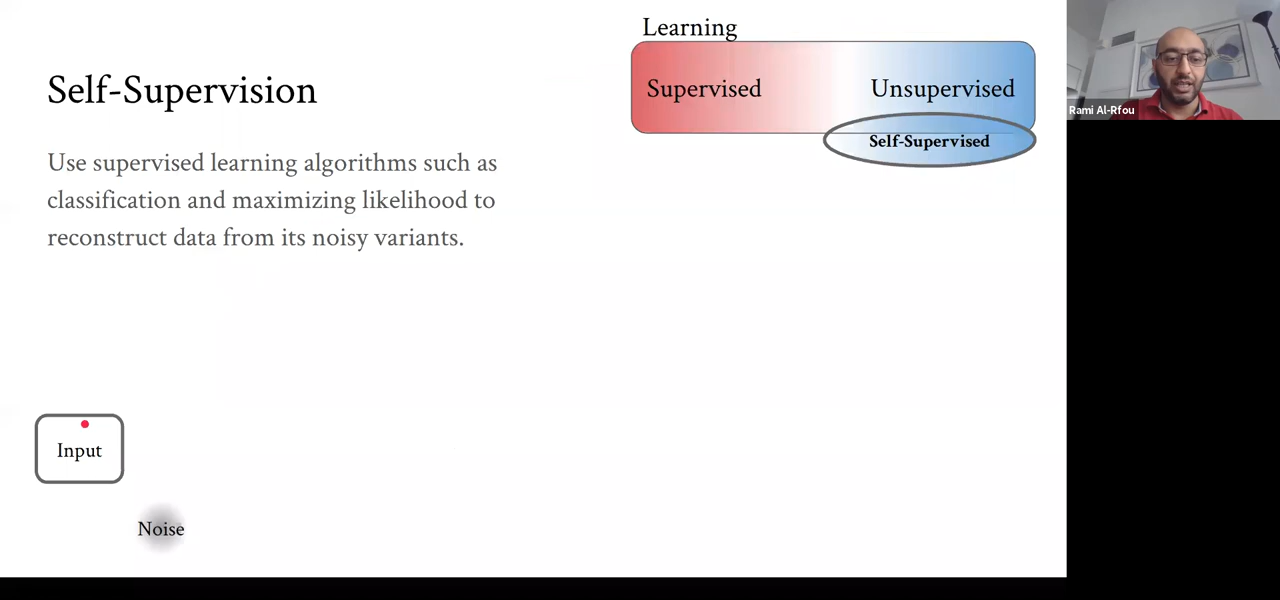 Learning
Self-Supervision
Supervised
Unsupervised
Self-Supervised
Use supervised learning algorithms such as
classification and maximizing likelihood to
reconstruct data from its noisy variants.
Input
Noise
Rami Al-Rfou